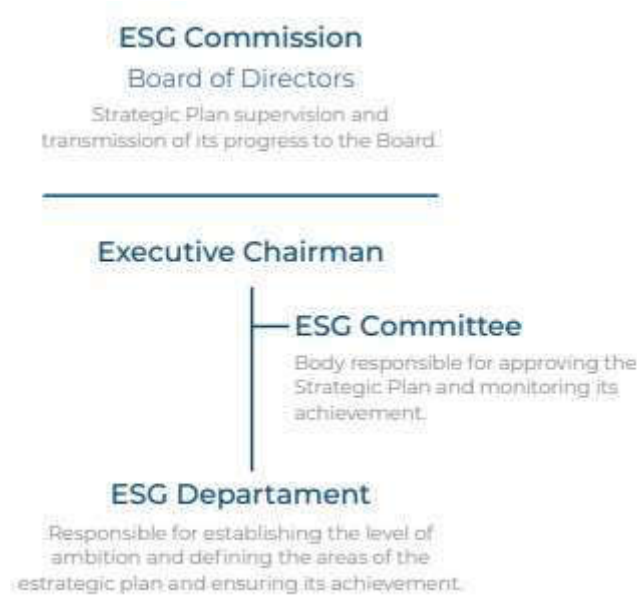 ESG Commission
Board of Directors
Strategic Plan supervision and
transmission of its progress to the Board.
Executive Chairman
ESG Committee
Body responsible for approving the
Strategic Plan and monitoring its
achievement.
ESG Departament
Responsible for establishing the level of
ambition and defining the areas of the
estrategic plan and ensuring its achievement.